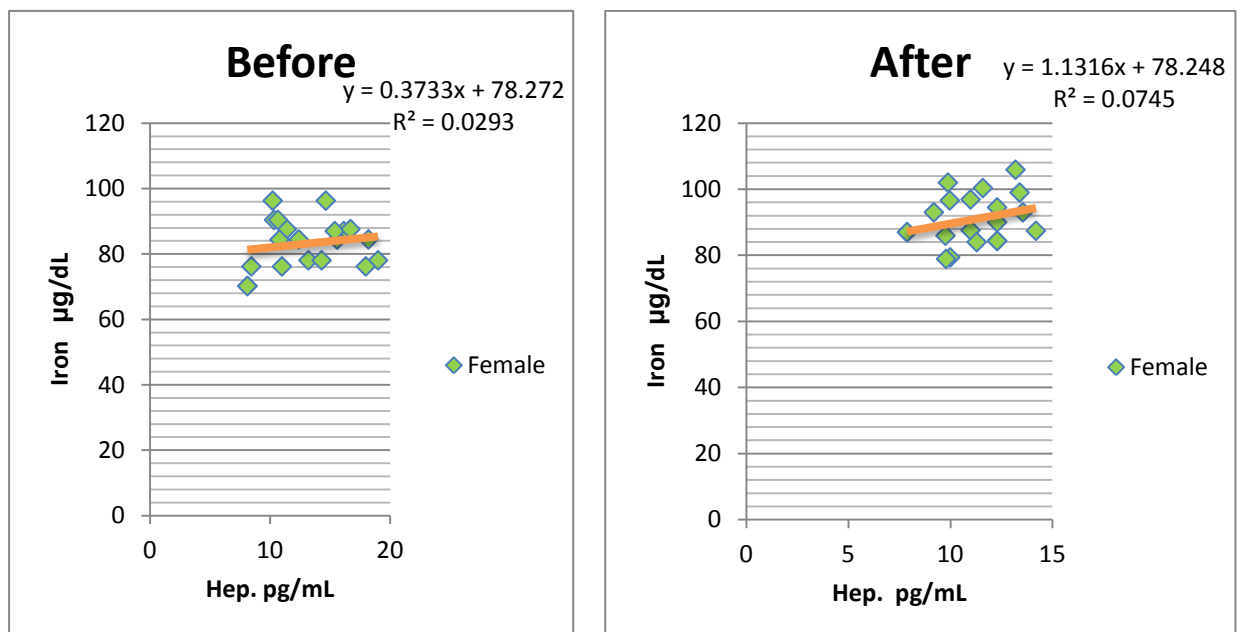 Before
y = 0.3733x + 78.272
R² = 0.0293
120
100
80
60
40
20
0
0 10 20
Iron µg/dL
Hep. pg/mL
Female
After
y = 1.1316x + 78.248
R² = 0.0745
120
100
80
60
40
20
0
0 5 10 15
Iron µg/dL
Hep. pg/mL
Female